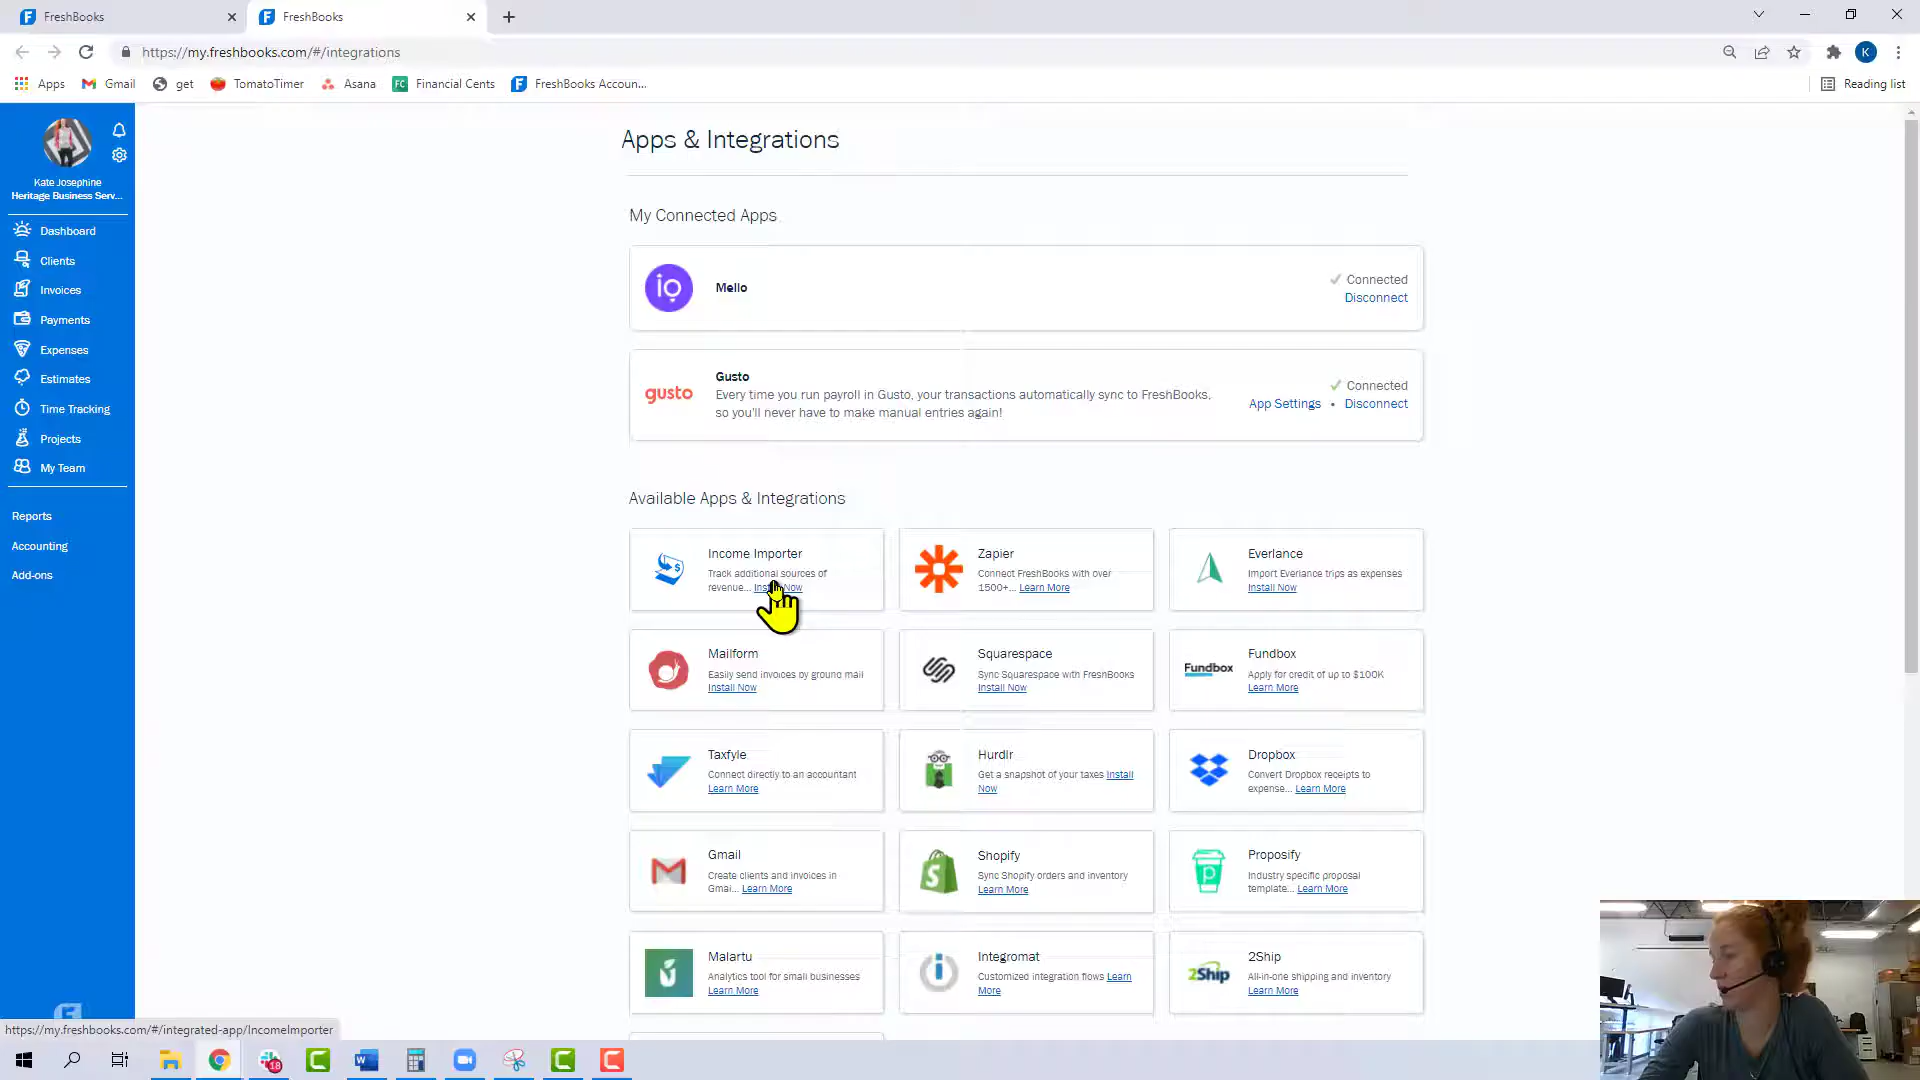 FreshBooks
FreshBooks
https://my.freshbooks.com/#/integrations
K
Apps
Gmail
get
TomatoTimer
Asana
FC
Financial Cents
FreshBooks Accoun...
Reading list
Kate Josephine
Heritage Business Serv...
Dashboard
Clients
Invoices
Payments
Expenses
Estimates
Time Tracking
Projects
My Team
Reports
Accounting
Add-ons
Apps & Integrations
My Connected Apps
Mello
Connected
Disconnect
gusto
Gusto
Every time you run payroll in Gusto, your transactions automatically sync to FreshBooks,
so you'll never have to make manual entries again!
Connected
App Settings • Disconnect
Available Apps & Integrations
Income Importer
Track additional sources of
revenue... Install Now
Zapier
Connect FreshBooks with over
1500+... Learn More
Everlance
Import Everlance trips as expenses
Install Now
Mailform
Easily send invoices by ground mail
Install Now
Squarespace
Sync Squarespace with FreshBooks
Install Now
Fundbox
Fundbox
Apply for credit of up to $100K
Learn More
Taxfyle
Connect directly to an accountant
Learn More
Hurdlr
Get a snapshot of your taxes Install
Now
Dropbox
Convert Dropbox receipts to
expense... Learn More
Gmail
Create clients and invoices in
Gmai... Learn More
Shopify
Sync Shopify orders and inventory
Learn More
Proposify
Industry specific proposal
template... Learn More
Malartu
Analytics tool for small businesses
Learn More
Integromat
Customized integration flows Learn
More
2Ship
2Ship
All-in-one shipping and inventory
Learn More
https://my.freshbooks.com/#/integrated-app/IncomeImporter
18